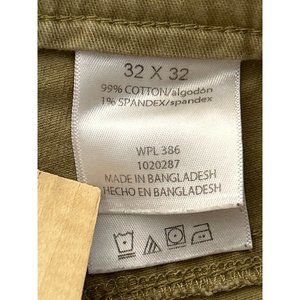 32 X 32
99% COTTON/algodón
1% SPANDEX/spandex
WPL 386
1020287
MADE IN BANGLADESH
HECHO EN BANGLADESH